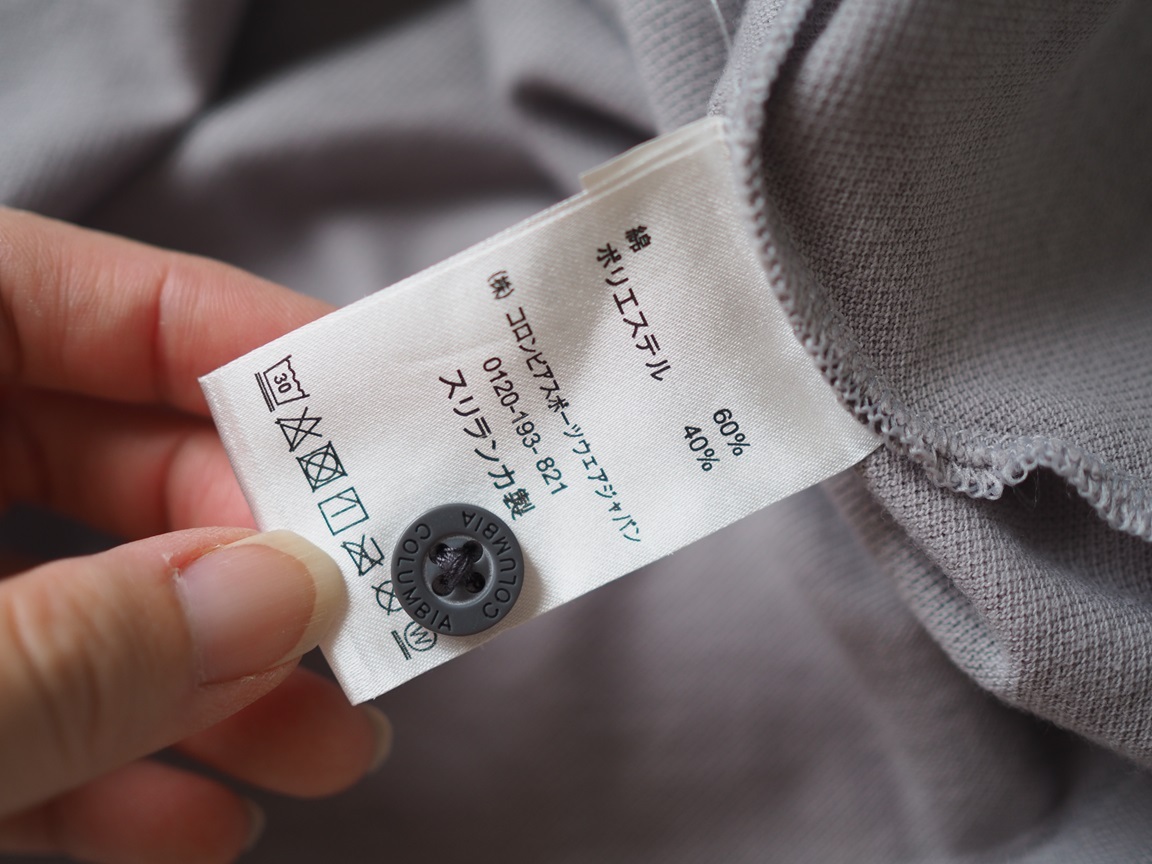 綿 60%
ポリエステル 40%
(株) コロンビアスポーツウェアジャパン
0120-193-821
スリランカ製
30
W
COLUMBIA COLUMBIA COLUMBIA